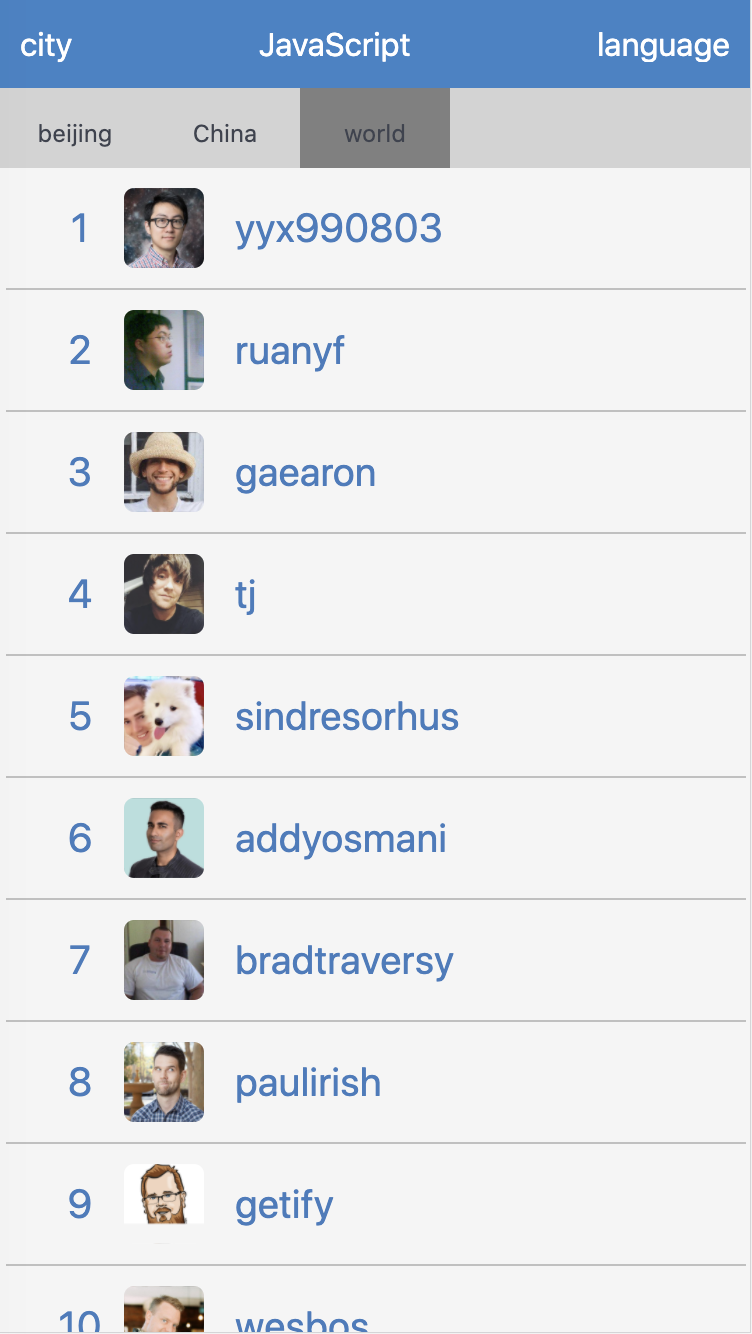 city JavaScript language
beijing China world
1 yyx990803
2 ruanyf
3 gaearon
4 tj
5 sindresorhus
6 addyosmani
7 bradtraversy
8 paulirish
9 getify
10 wesbos